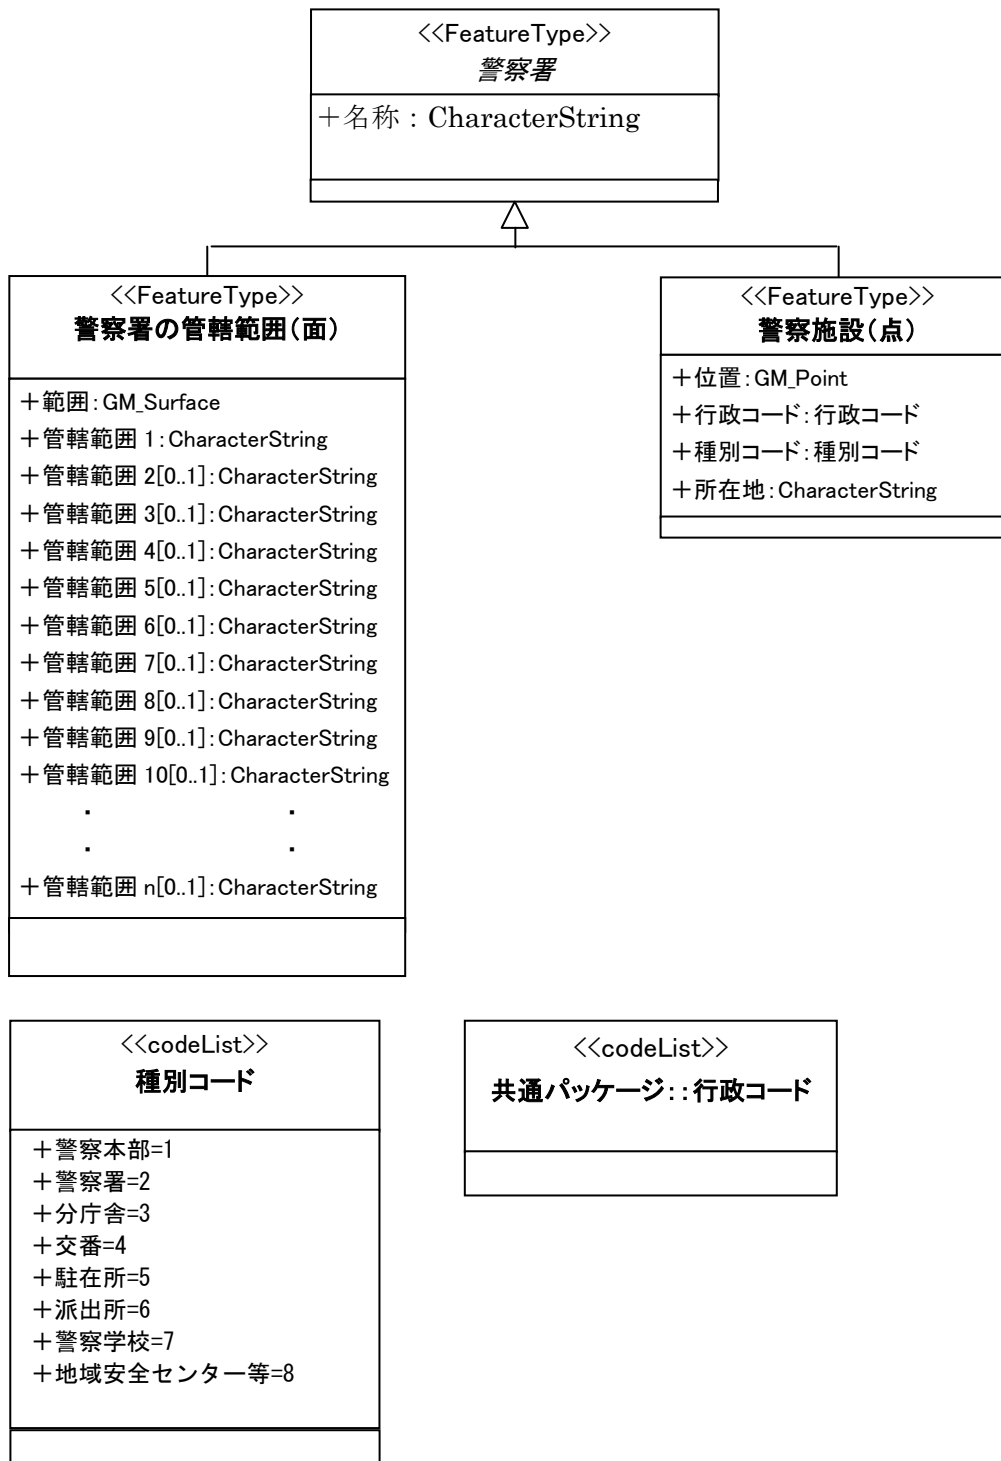 <<FeatureType>>
警察署
＋名称：CharacterString
<<FeatureType>>
警察署の管轄範囲（面）
＋範囲：GM_Surface
＋管轄範囲 1：CharacterString
＋管轄範囲 2[0..1]：CharacterString
＋管轄範囲 3[0..1]：CharacterString
＋管轄範囲 4[0..1]：CharacterString
＋管轄範囲 5[0..1]：CharacterString
＋管轄範囲 6[0..1]：CharacterString
＋管轄範囲 7[0..1]：CharacterString
＋管轄範囲 8[0..1]：CharacterString
＋管轄範囲 9[0..1]：CharacterString
＋管轄範囲 10[0..1]：CharacterString
・ ・
・ ・
＋管轄範囲 n[0..1]：CharacterString
<<FeatureType>>
警察施設（点）
＋位置：GM_Point
＋行政コード：行政コード
＋種別コード：種別コード
＋所在地：CharacterString
<<codeList>>
種別コード
＋警察本部=1
＋警察署=2
＋分庁舎=3
＋交番=4
＋駐在所=5
＋派出所=6
＋警察学校=7
＋地域安全センター等=8
<<codeList>>
共通パッケージ：：行政コード